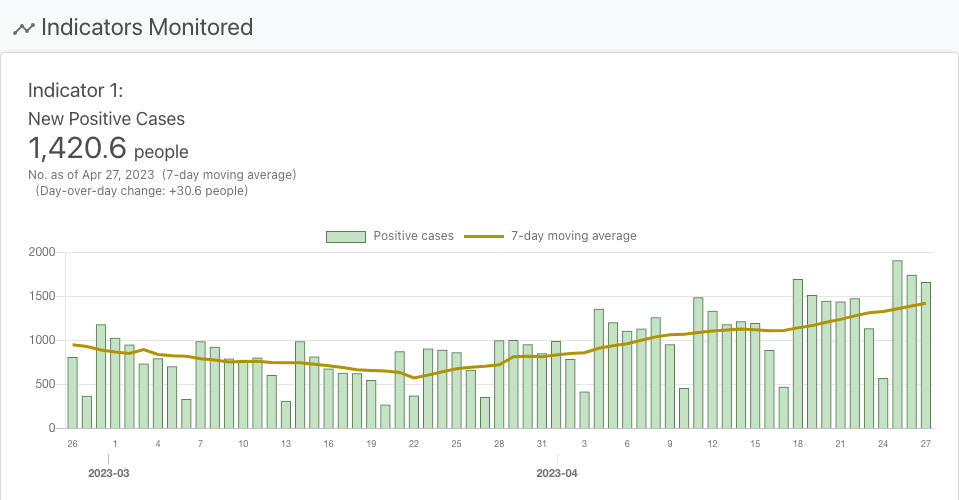 Indicators Monitored
Indicator 1:
New Positive Cases
1,420.6 people
No. as of Apr 27, 2023 (7-day moving average)
(Day-over-day change: +30.6 people)
Positive cases 7-day moving average
2000
1500
1000
500
0
26 1 4 7 10 13 16 19 22 25 28 31 3 6 9 12 15 18 21 24 27
2023-03 2023-04